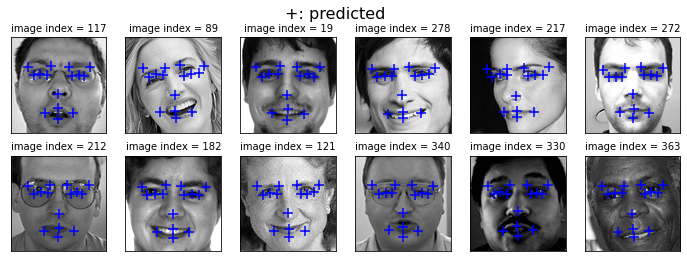 +: predicted
image index = 117
image index = 89
image index = 19
image index = 278
image index = 217
image index = 272
image index = 212
image index = 182
image index = 121
image index = 340
image index = 330
image index = 363